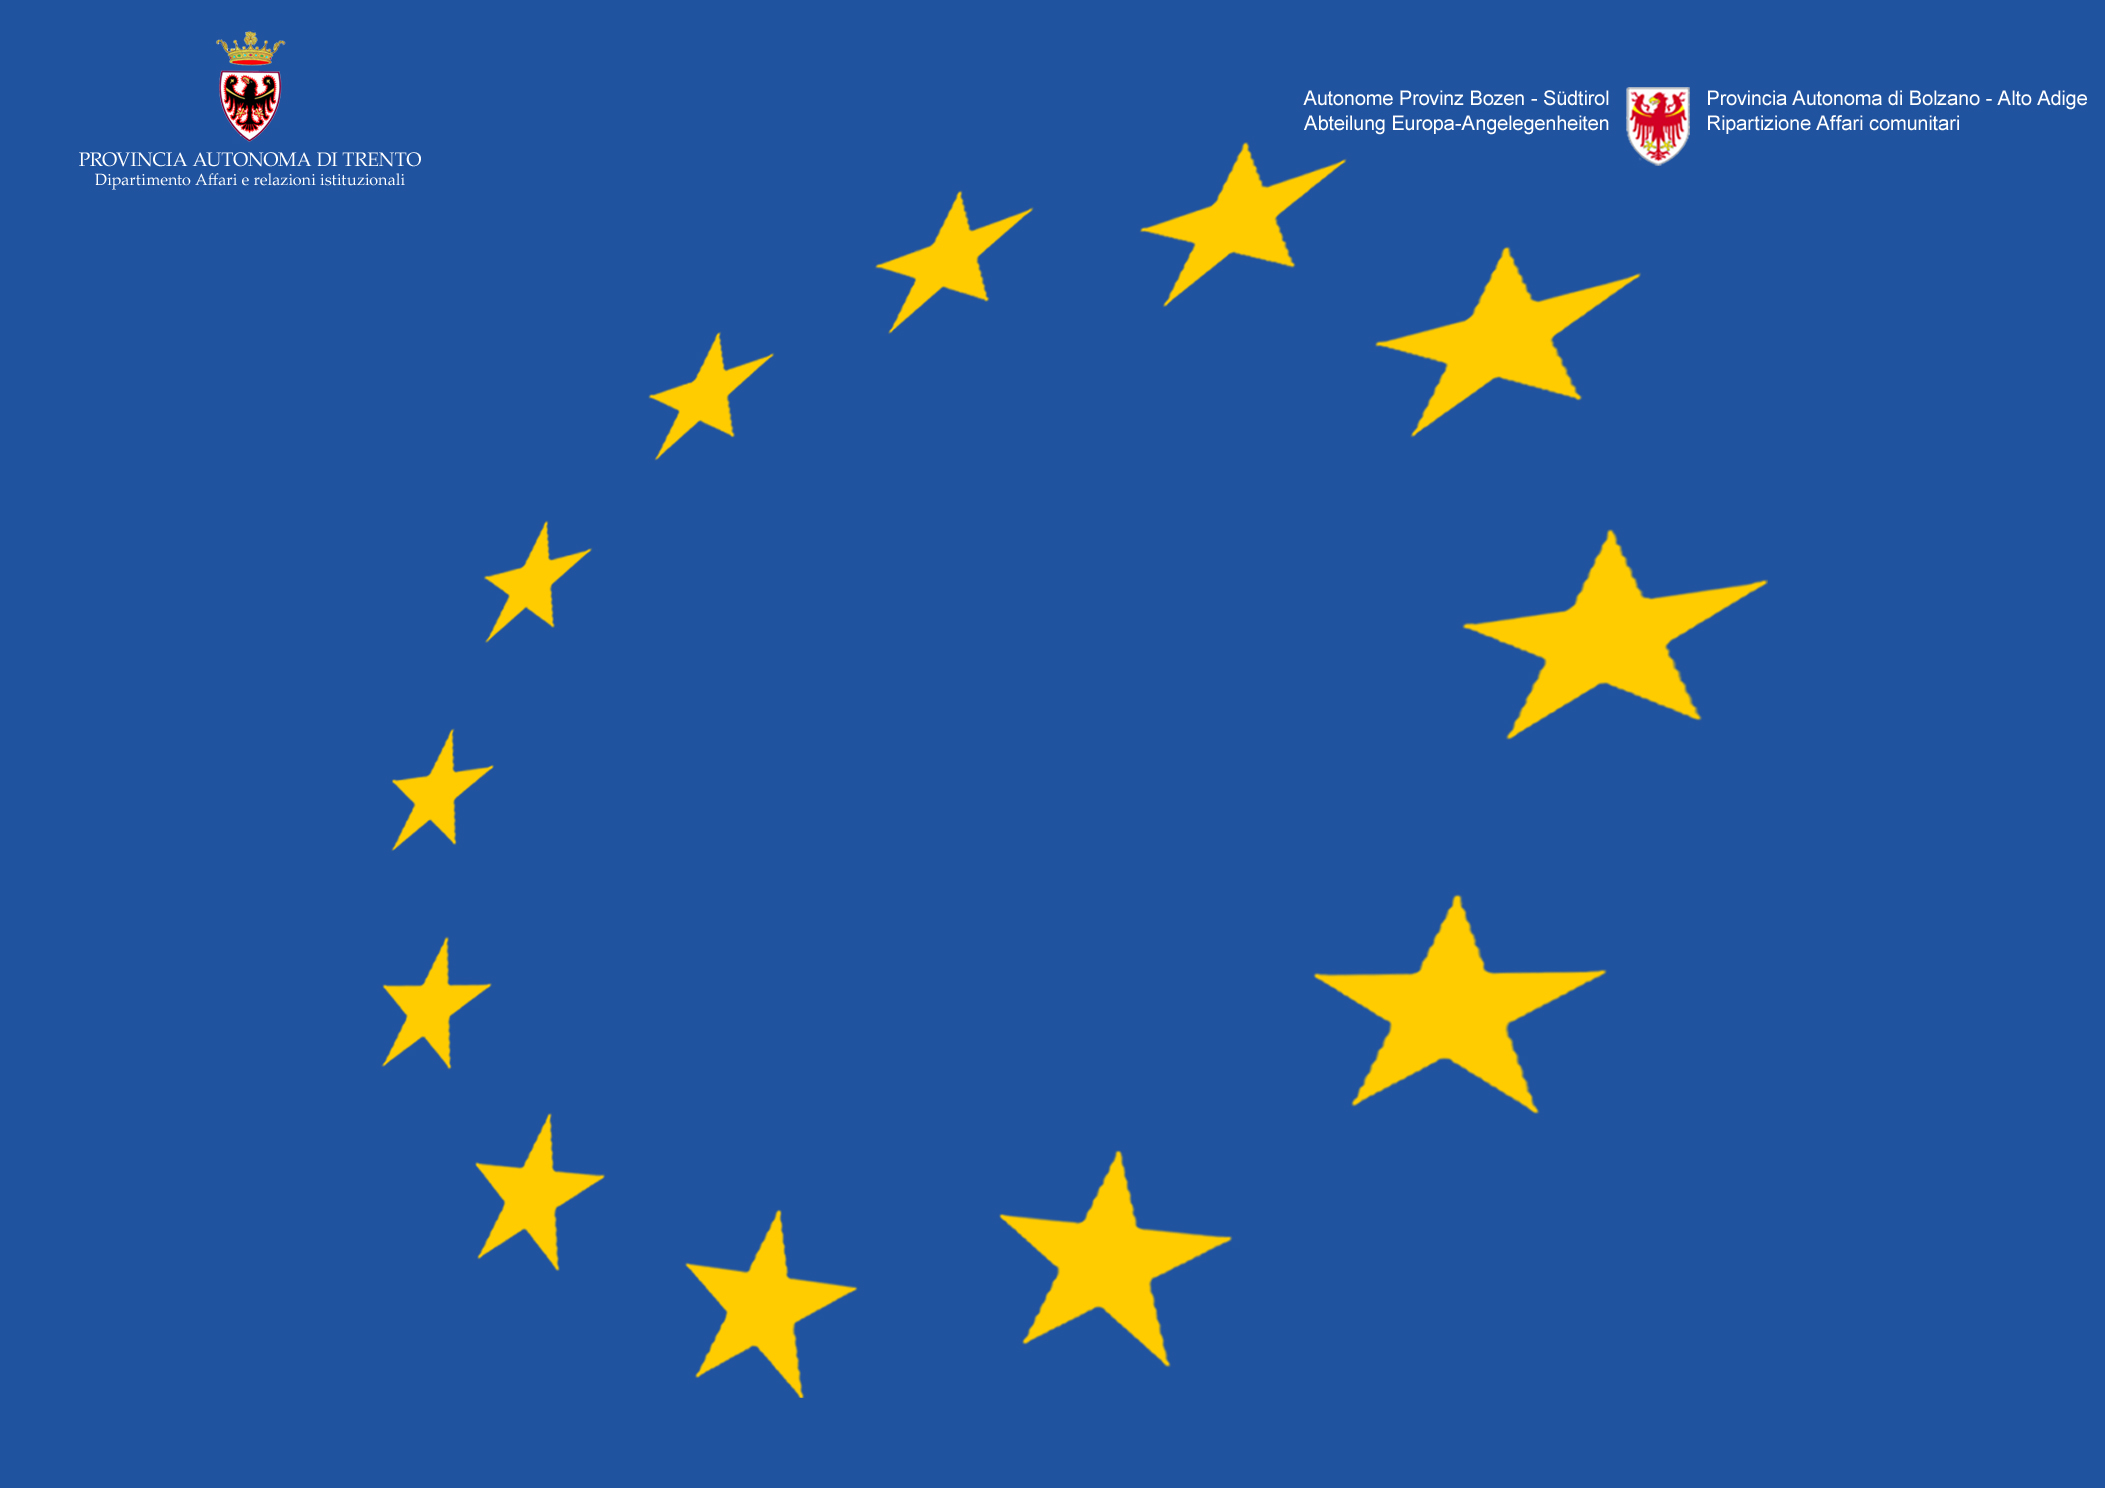 PROVINCIA AUTONOMA DI TRENTO
Dipartimento Affari e relazioni istituzionali
Autonome Provinz Bozen - Südtirol
Abteilung Europa-Angelegenheiten
Provincia Autonoma di Bolzano - Alto Adige
Ripartizione Affari comunitari